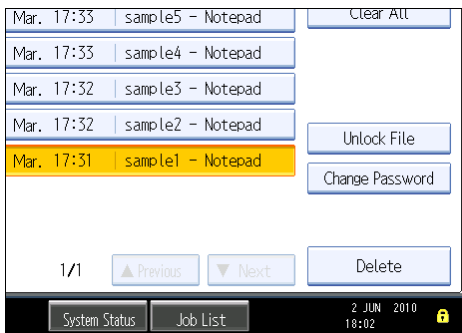 Mar. 17:33 sample5 - Notepad
Clear All
Mar. 17:33 sample4 - Notepad
Mar. 17:32 sample3 - Notepad
Mar. 17:32 sample2 - Notepad
Unlock File
Mar. 17:31 sample1 - Notepad
Change Password
1/1 ▲ Previous ▼ Next
Delete
System Status Job List
2 JUN 2010
18:02